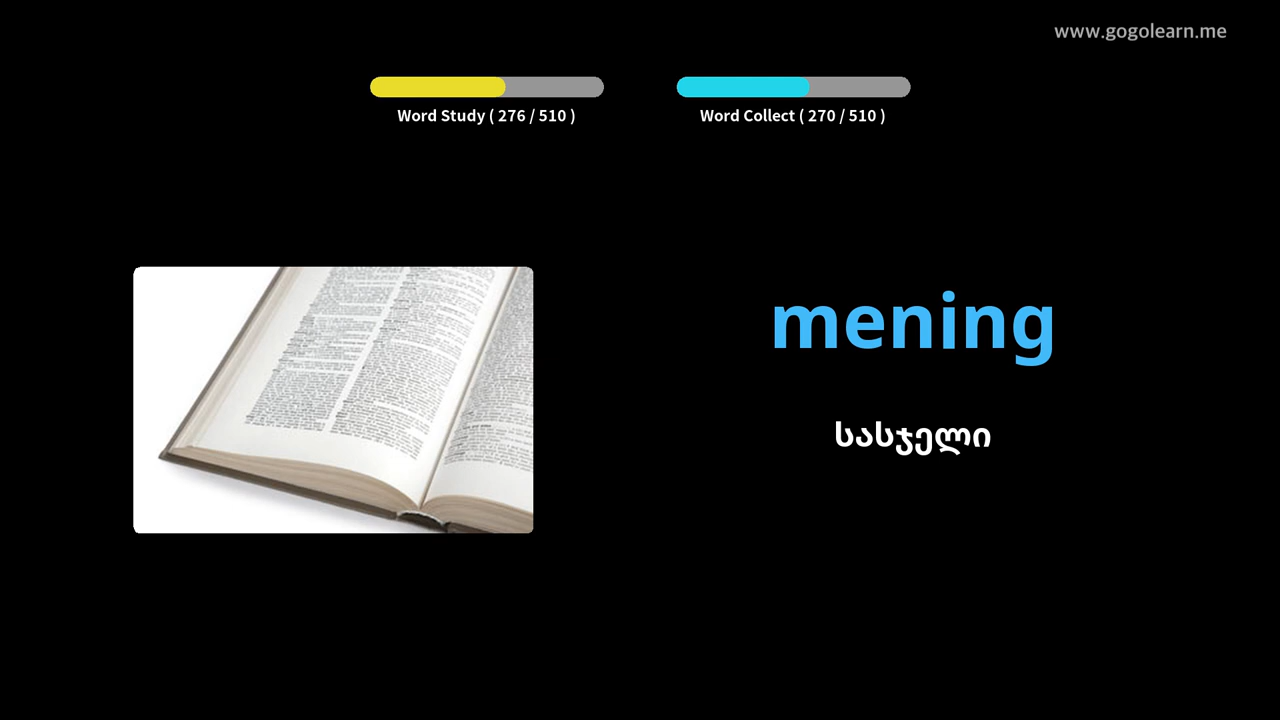 www.gogolearn.me
Word Study ( 276 / 510 )
Word Collect ( 270 / 510 )
mening
სასჯელი